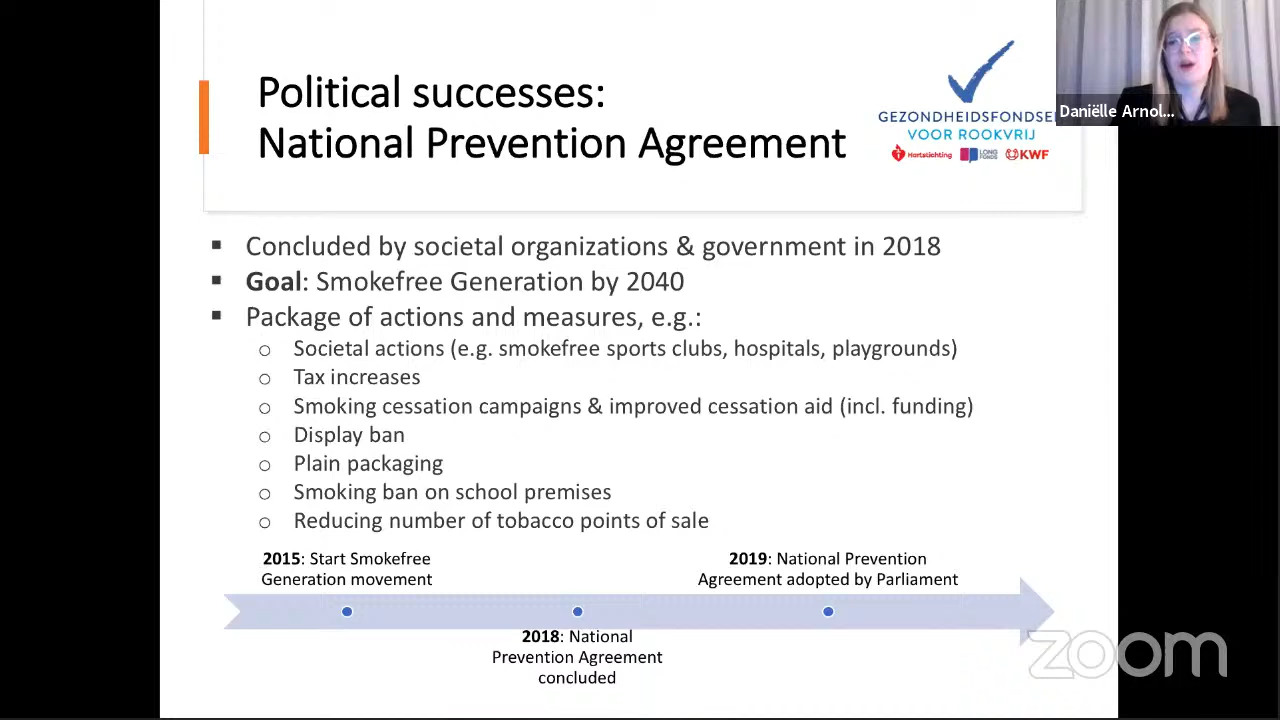 Political successes:
National Prevention Agreement
GEZONDHEIDSFONDSE
VOOR ROOKVRIJ
Hartstichting LONG FONDS KWF
Daniëlle Arnol...
▪ Concluded by societal organizations & government in 2018
▪ Goal: Smokefree Generation by 2040
▪ Package of actions and measures, e.g.:
o Societal actions (e.g. smokefree sports clubs, hospitals, playgrounds)
o Tax increases
o Smoking cessation campaigns & improved cessation aid (incl. funding)
o Display ban
o Plain packaging
o Smoking ban on school premises
o Reducing number of tobacco points of sale
2015: Start Smokefree
Generation movement
2019: National Prevention
Agreement adopted by Parliament
2018: National
Prevention Agreement
concluded
zoom